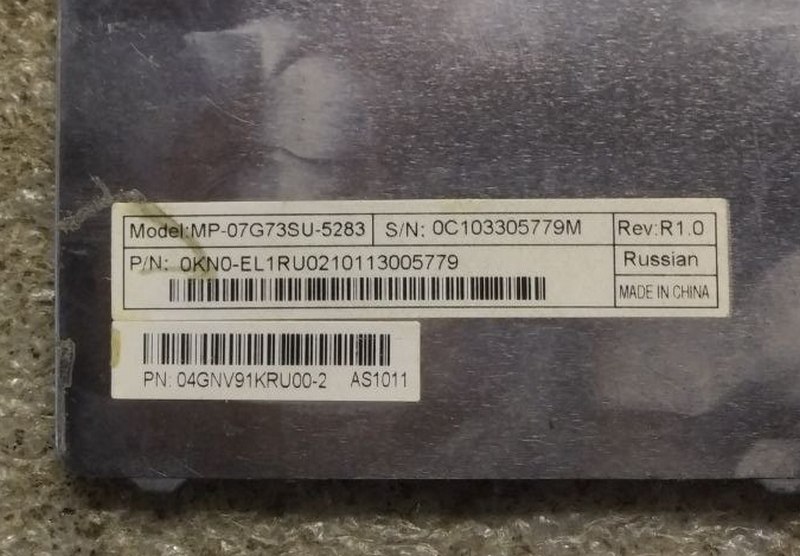 Model:MP-07G73SU-5283 S/N: 0C103305779M Rev:R1.0
P/N: 0KN0-EL1RU0210113005779 Russian
MADE IN CHINA
PN: 04GNV91KRU00-2 AS1011